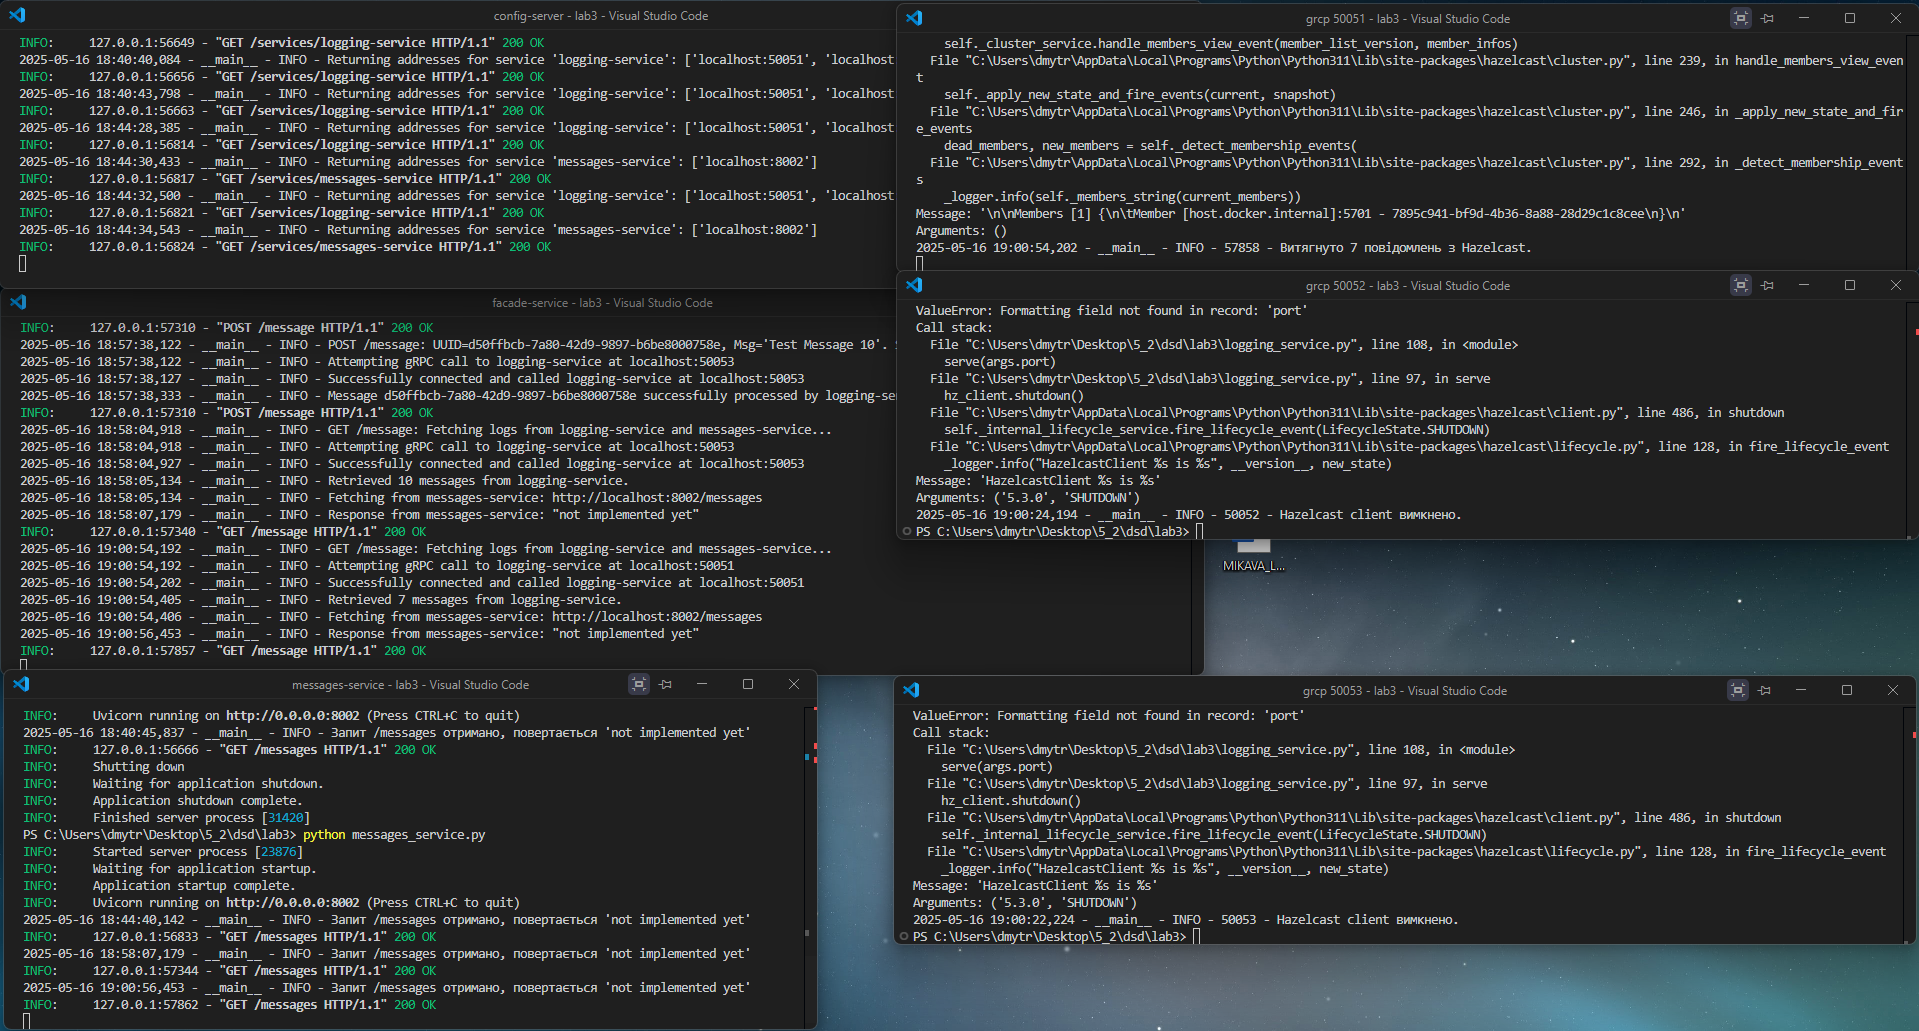 config-server - lab3 - Visual Studio Code
INFO:     127.0.0.1:56649 - "GET /services/logging-service HTTP/1.1" 200 OK
2025-05-16 18:40:40,084 - __main__ - INFO - Returning addresses for service 'logging-service': ['localhost:50051', 'localhost
INFO:     127.0.0.1:56656 - "GET /services/logging-service HTTP/1.1" 200 OK
2025-05-16 18:40:43,798 - __main__ - INFO - Returning addresses for service 'logging-service': ['localhost:50051', 'localhost
INFO:     127.0.0.1:56663 - "GET /services/logging-service HTTP/1.1" 200 OK
2025-05-16 18:44:28,385 - __main__ - INFO - Returning addresses for service 'logging-service': ['localhost:50051', 'localhost
INFO:     127.0.0.1:56814 - "GET /services/logging-service HTTP/1.1" 200 OK
2025-05-16 18:44:30,433 - __main__ - INFO - Returning addresses for service 'messages-service': ['localhost:8002']
INFO:     127.0.0.1:56817 - "GET /services/messages-service HTTP/1.1" 200 OK
2025-05-16 18:44:32,500 - __main__ - INFO - Returning addresses for service 'logging-service': ['localhost:50051', 'localhost
INFO:     127.0.0.1:56821 - "GET /services/logging-service HTTP/1.1" 200 OK
2025-05-16 18:44:34,543 - __main__ - INFO - Returning addresses for service 'messages-service': ['localhost:8002']
INFO:     127.0.0.1:56824 - "GET /services/messages-service HTTP/1.1" 200 OK
facade-service - lab3 - Visual Studio Code
INFO:     127.0.0.1:57310 - "POST /message HTTP/1.1" 200 OK
2025-05-16 18:57:38,122 - __main__ - INFO - POST /message: UUID=d50ffbcb-7a80-42d9-9897-b6be8000758e, Msg='Test Message 10'.
2025-05-16 18:57:38,122 - __main__ - INFO - Attempting gRPC call to logging-service at localhost:50053
2025-05-16 18:57:38,127 - __main__ - INFO - Successfully connected and called logging-service at localhost:50053
2025-05-16 18:57:38,333 - __main__ - INFO - Message d50ffbcb-7a80-42d9-9897-b6be8000758e successfully processed by logging-se
INFO:     127.0.0.1:57310 - "POST /message HTTP/1.1" 200 OK
2025-05-16 18:58:04,918 - __main__ - INFO - GET /message: Fetching logs from logging-service and messages-service...
2025-05-16 18:58:04,918 - __main__ - INFO - Attempting gRPC call to logging-service at localhost:50053
2025-05-16 18:58:04,927 - __main__ - INFO - Successfully connected and called logging-service at localhost:50053
2025-05-16 18:58:05,134 - __main__ - INFO - Retrieved 10 messages from logging-service.
2025-05-16 18:58:05,134 - __main__ - INFO - Fetching from messages-service: http://localhost:8002/messages
2025-05-16 18:58:07,179 - __main__ - INFO - Response from messages-service: "not implemented yet"
INFO:     127.0.0.1:57340 - "GET /message HTTP/1.1" 200 OK
2025-05-16 19:00:54,192 - __main__ - INFO - GET /message: Fetching logs from logging-service and messages-service...
2025-05-16 19:00:54,192 - __main__ - INFO - Attempting gRPC call to logging-service at localhost:50051
2025-05-16 19:00:54,202 - __main__ - INFO - Successfully connected and called logging-service at localhost:50051
2025-05-16 19:00:54,405 - __main__ - INFO - Retrieved 7 messages from logging-service.
2025-05-16 19:00:54,406 - __main__ - INFO - Fetching from messages-service: http://localhost:8002/messages
2025-05-16 19:00:56,453 - __main__ - INFO - Response from messages-service: "not implemented yet"
INFO:     127.0.0.1:57857 - "GET /message HTTP/1.1" 200 OK
messages-service - lab3 - Visual Studio Code
INFO:     Uvicorn running on http://0.0.0.0:8002 (Press CTRL+C to quit)
2025-05-16 18:40:45,837 - __main__ - INFO - Запит /messages отримано, повертається 'not implemented yet'
INFO:     127.0.0.1:56666 - "GET /messages HTTP/1.1" 200 OK
INFO:     Shutting down
INFO:     Waiting for application shutdown.
INFO:     Application shutdown complete.
INFO:     Finished server process [31420]
PS C:\Users\dmytr\Desktop\5_2\dsd\lab3> python messages_service.py
INFO:     Started server process [23876]
INFO:     Waiting for application startup.
INFO:     Application startup complete.
INFO:     Uvicorn running on http://0.0.0.0:8002 (Press CTRL+C to quit)
2025-05-16 18:44:40,142 - __main__ - INFO - Запит /messages отримано, повертається 'not implemented yet'
INFO:     127.0.0.1:56833 - "GET /messages HTTP/1.1" 200 OK
2025-05-16 18:58:07,179 - __main__ - INFO - Запит /messages отримано, повертається 'not implemented yet'
INFO:     127.0.0.1:57344 - "GET /messages HTTP/1.1" 200 OK
2025-05-16 19:00:56,453 - __main__ - INFO - Запит /messages отримано, повертається 'not implemented yet'
INFO:     127.0.0.1:57862 - "GET /messages HTTP/1.1" 200 OK
grcp 50051 - lab3 - Visual Studio Code
self._cluster_service.handle_members_view_event(member_list_version, member_infos)
File "C:\Users\dmytr\AppData\Local\Programs\Python\Python311\Lib\site-packages\hazelcast\cluster.py", line 239, in handle_members_view_even
t
self._apply_new_state_and_fire_events(current, snapshot)
File "C:\Users\dmytr\AppData\Local\Programs\Python\Python311\Lib\site-packages\hazelcast\cluster.py", line 246, in _apply_new_state_and_fir
e_events
dead_members, new_members = self._detect_membership_events(
File "C:\Users\dmytr\AppData\Local\Programs\Python\Python311\Lib\site-packages\hazelcast\cluster.py", line 292, in _detect_membership_event
s
_logger.info(self._members_string(current_members))
Message: '\n\nMembers [1] {\n\tMember [host.docker.internal]:5701 - 7895c941-bf9d-4b36-8a88-28d29c1c8cee\n}\n'
Arguments: ()
2025-05-16 19:00:54,202 - __main__ - INFO - 57858 - Витягнуто 7 повідомлень з Hazelcast.
grcp 50052 - lab3 - Visual Studio Code
ValueError: Formatting field not found in record: 'port'
Call stack:
File "C:\Users\dmytr\Desktop\5_2\dsd\lab3\logging_service.py", line 108, in <module>
serve(args.port)
File "C:\Users\dmytr\Desktop\5_2\dsd\lab3\logging_service.py", line 97, in serve
hz_client.shutdown()
File "C:\Users\dmytr\AppData\Local\Programs\Python\Python311\Lib\site-packages\hazelcast\client.py", line 486, in shutdown
self._internal_lifecycle_service.fire_lifecycle_event(LifecycleState.SHUTDOWN)
File "C:\Users\dmytr\AppData\Local\Programs\Python\Python311\Lib\site-packages\hazelcast\lifecycle.py", line 128, in fire_lifecycle_event
_logger.info("HazelcastClient %s is %s", __version__, new_state)
Message: 'HazelcastClient %s is %s'
Arguments: ('5.3.0', 'SHUTDOWN')
2025-05-16 19:00:24,194 - __main__ - INFO - 50052 - Hazelcast client вимкнено.
PS C:\Users\dmytr\Desktop\5_2\dsd\lab3>
MIKAVA_L...
grcp 50053 - lab3 - Visual Studio Code
ValueError: Formatting field not found in record: 'port'
Call stack:
File "C:\Users\dmytr\Desktop\5_2\dsd\lab3\logging_service.py", line 108, in <module>
serve(args.port)
File "C:\Users\dmytr\Desktop\5_2\dsd\lab3\logging_service.py", line 97, in serve
hz_client.shutdown()
File "C:\Users\dmytr\AppData\Local\Programs\Python\Python311\Lib\site-packages\hazelcast\client.py", line 486, in shutdown
self._internal_lifecycle_service.fire_lifecycle_event(LifecycleState.SHUTDOWN)
File "C:\Users\dmytr\AppData\Local\Programs\Python\Python311\Lib\site-packages\hazelcast\lifecycle.py", line 128, in fire_lifecycle_event
_logger.info("HazelcastClient %s is %s", __version__, new_state)
Message: 'HazelcastClient %s is %s'
Arguments: ('5.3.0', 'SHUTDOWN')
2025-05-16 19:00:22,224 - __main__ - INFO - 50053 - Hazelcast client вимкнено.
PS C:\Users\dmytr\Desktop\5_2\dsd\lab3>